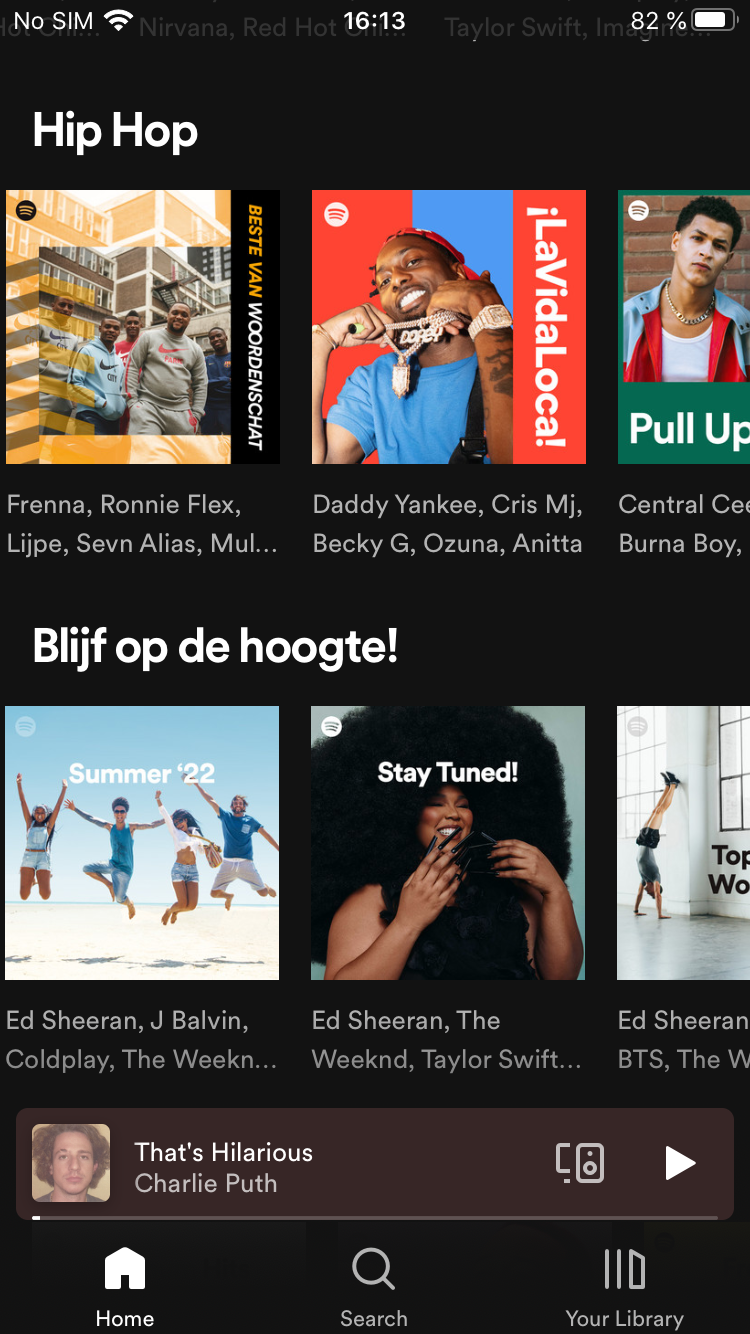 No SIM 16:13 82 %
Hot Chi... Nirvana, Red Hot Chi... Taylor Swift, Imagine...
Hip Hop
BESTE VAN WOORDENSCHAT
¡LaVidaLoca!
Pull Up
Frenna, Ronnie Flex,
Lijpe, Sevn Alias, Mul...
Daddy Yankee, Cris Mj,
Becky G, Ozuna, Anitta
Central Cee
Burna Boy,
Blijf op de hoogte!
Summer ‘22
Stay Tuned!
Top
Wo
Ed Sheeran, J Balvin,
Coldplay, The Weekn...
Ed Sheeran, The
Weeknd, Taylor Swift...
Ed Sheeran
BTS, The W
That's Hilarious
Charlie Puth
Home
Search
Your Library